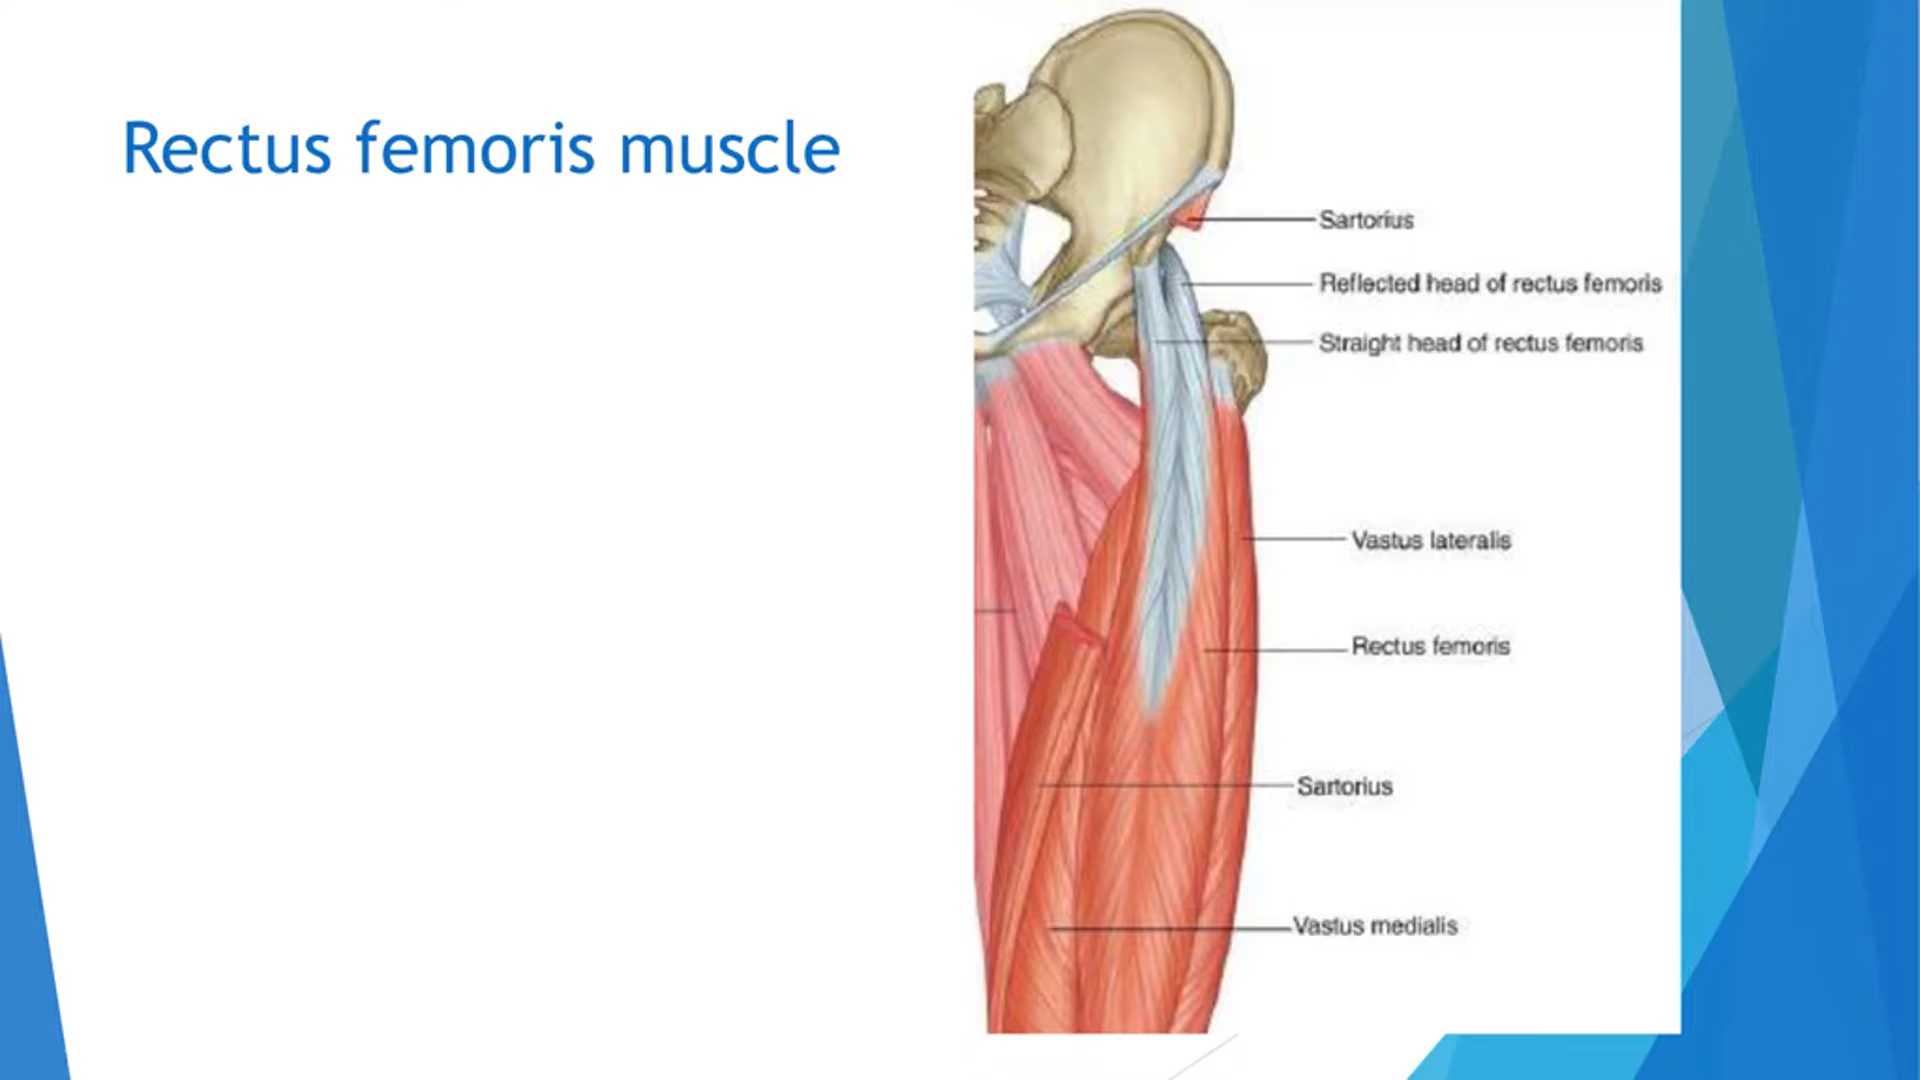 Rectus femoris muscle
Sartorius
Reflected head of rectus femoris
Straight head of rectus femoris
Vastus lateralis
Rectus femoris
Sartorius
Vastus medialis